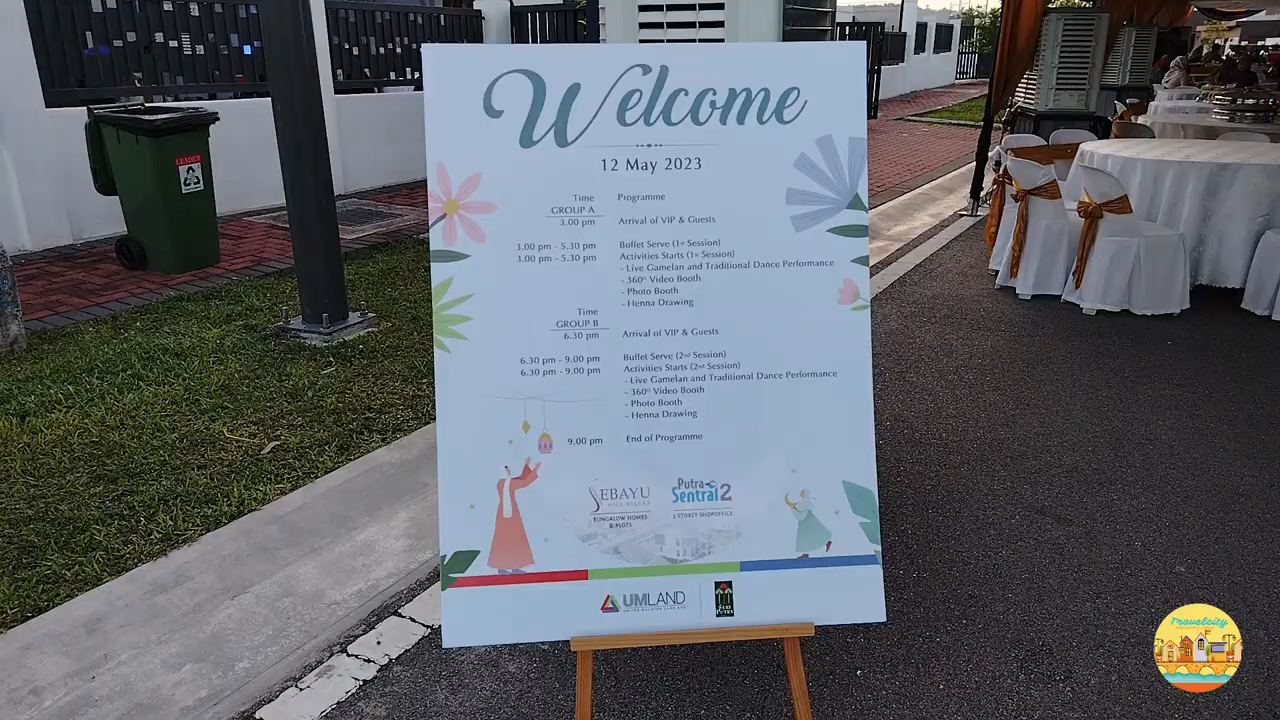 LEADER
Welcome
12 May 2023
Time Programme
GROUP A
3.00 pm Arrival of VIP & Guests
3.00 pm - 5.30 pm Buffet Serve (1st Session)
3.00 pm - 5.30 pm Activities Starts (1st Session)
- Live Gamelan and Traditional Dance Performance
- 360° Video Booth
- Photo Booth
- Henna Drawing
Time
GROUP B
6.30 pm Arrival of VIP & Guests
6.30 pm - 9.00 pm Buffet Serve (2nd Session)
6.30 pm - 9.00 pm Activities Starts (2nd Session)
- Live Gamelan and Traditional Dance Performance
- 360° Video Booth
- Photo Booth
- Henna Drawing
9.00 pm End of Programme
SEBAYU
HILL VILLAS
BUNGALOW HOMES
& PLOTS
Putra
Sentral 2
3-STOREY SHOPOFFICE
UMLAND
SERI
PUTRA
Travelcity